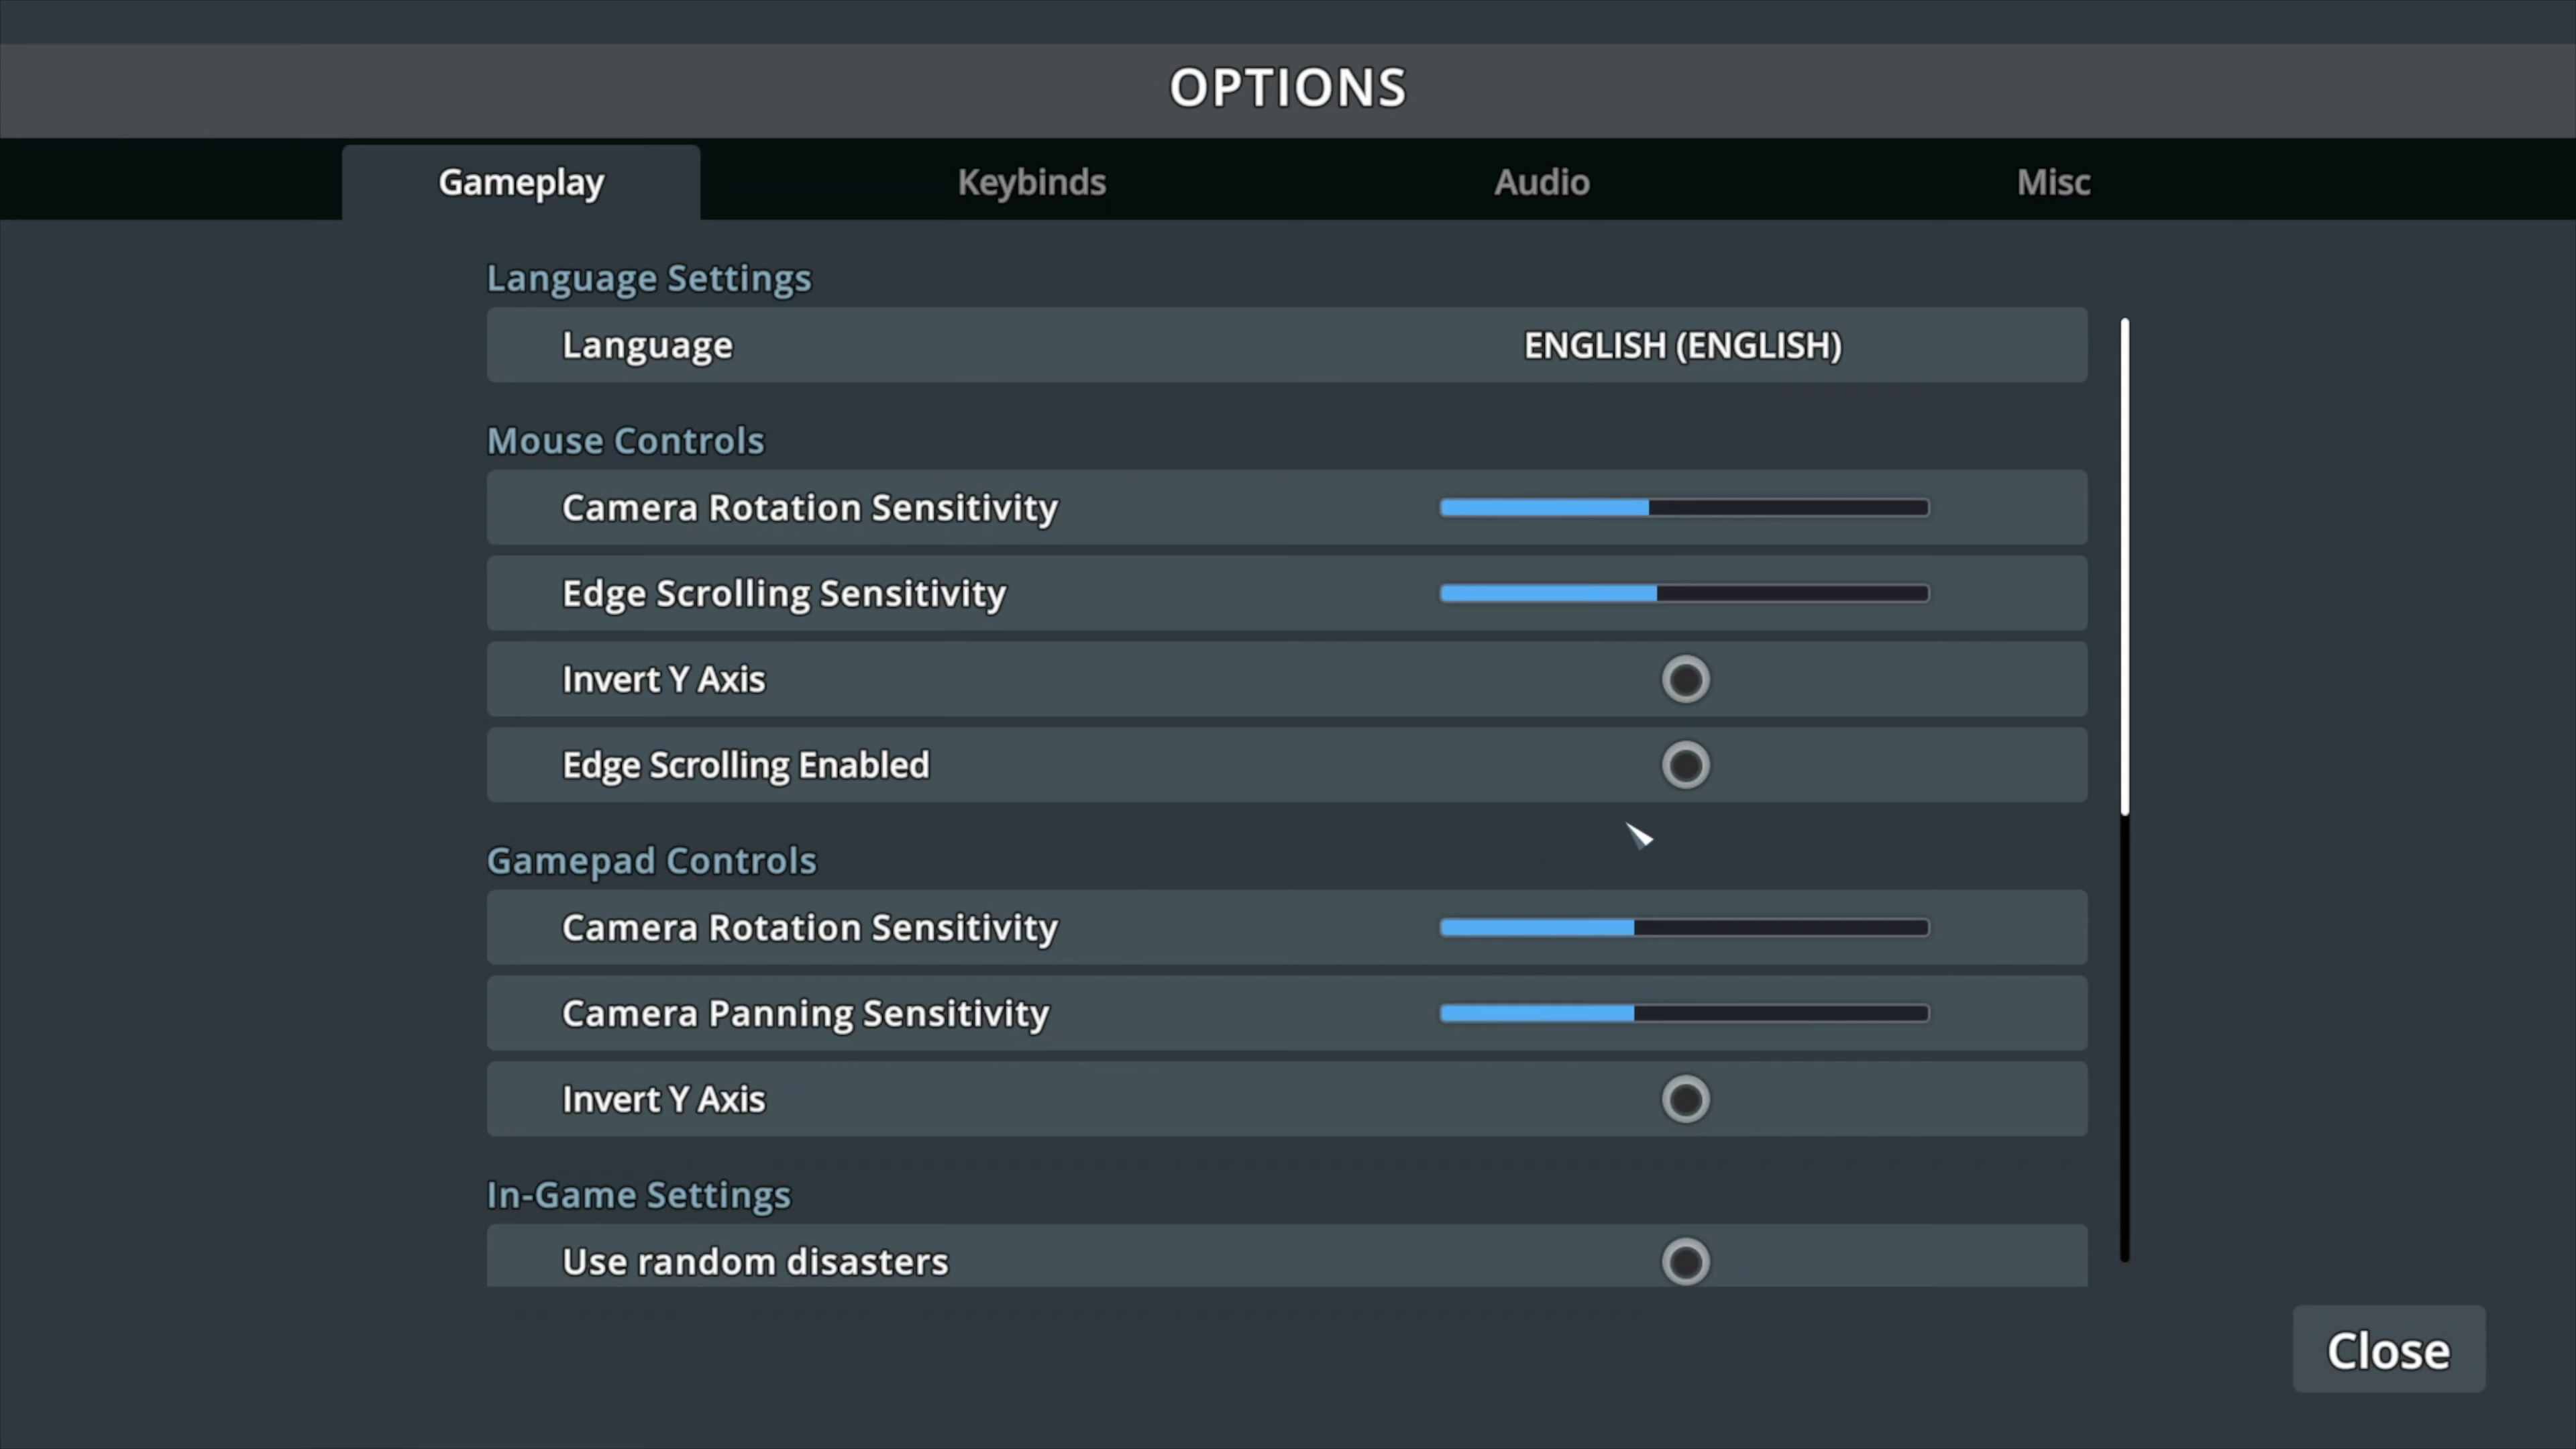 OPTIONS
Gameplay
Keybinds
Audio
Misc
Language Settings
Language
ENGLISH (ENGLISH)
Mouse Controls
Camera Rotation Sensitivity
Edge Scrolling Sensitivity
Invert Y Axis
Edge Scrolling Enabled
Gamepad Controls
Camera Rotation Sensitivity
Camera Panning Sensitivity
Invert Y Axis
In-Game Settings
Use random disasters
Close